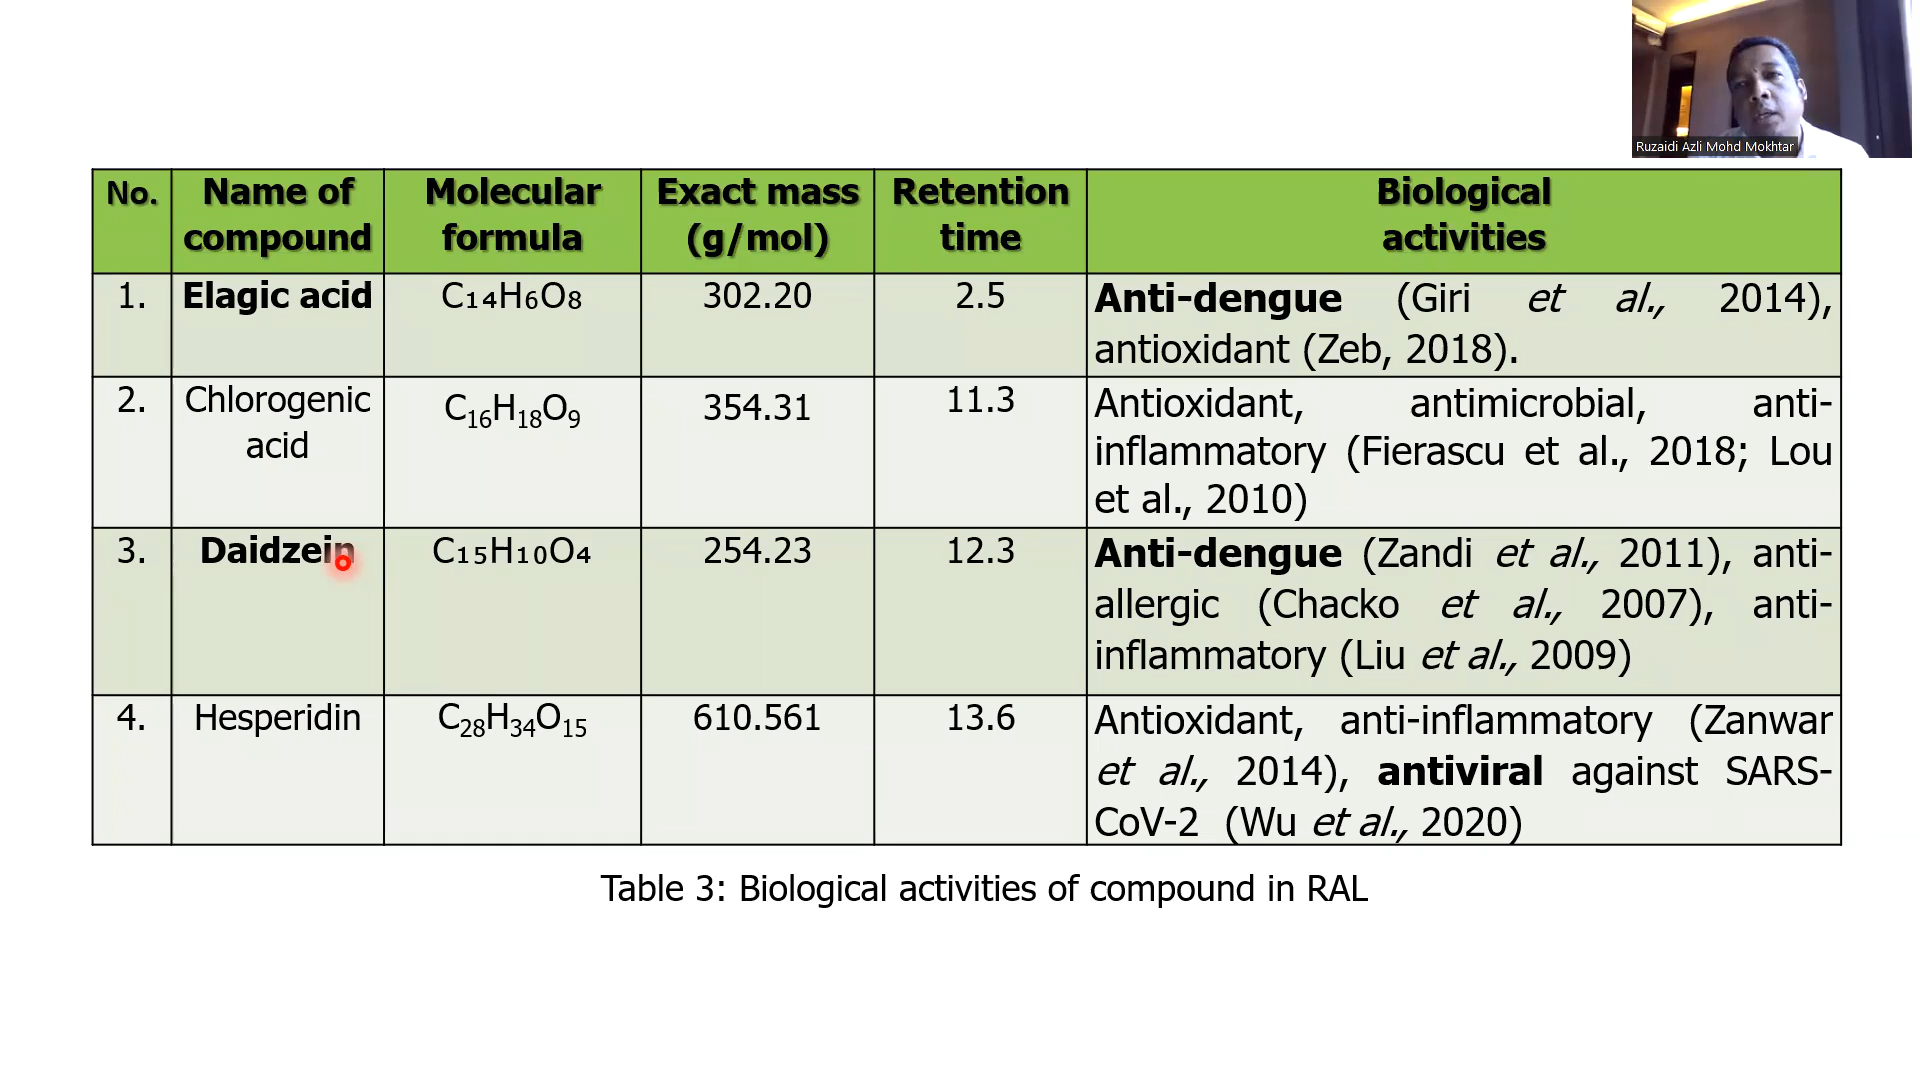 Ruzaidi Azli Mohd Mokhtar
No. Name of compound Molecular formula Exact mass (g/mol) Retention time Biological activities
1. Elagic acid C₁₄H₆O₈ 302.20 2.5 Anti-dengue (Giri et al., 2014),
antioxidant (Zeb, 2018).
2. Chlorogenic acid C₁₆H₁₈O₉ 354.31 11.3 Antioxidant, antimicrobial, anti-
inflammatory (Fierascu et al., 2018; Lou
et al., 2010)
3. Daidzein C₁₅H₁₀O₄ 254.23 12.3 Anti-dengue (Zandi et al., 2011), anti-
allergic (Chacko et al., 2007), anti-
inflammatory (Liu et al., 2009)
4. Hesperidin C₂₈H₃₄O₁₅ 610.561 13.6 Antioxidant, anti-inflammatory (Zanwar
et al., 2014), antiviral against SARS-
CoV-2 (Wu et al., 2020)
Table 3: Biological activities of compound in RAL